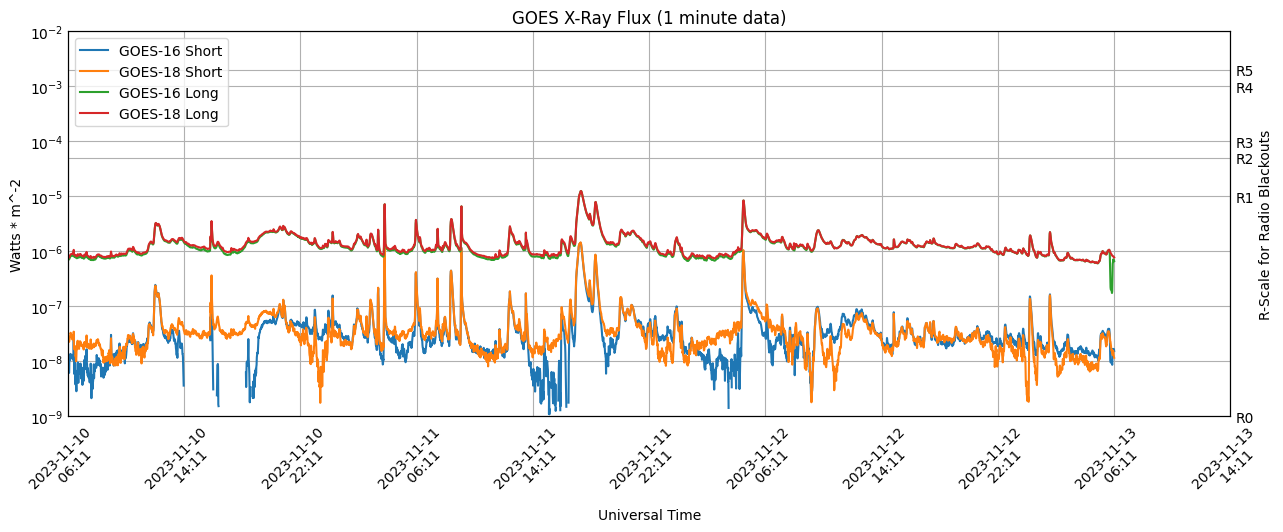 GOES X-Ray Flux (1 minute data)
GOES-16 Short
GOES-18 Short
GOES-16 Long
GOES-18 Long
Watts * m^-2
10⁻²
10⁻³
10⁻⁴
10⁻⁵
10⁻⁶
10⁻⁷
10⁻⁸
10⁻⁹
R5
R4
R3
R2
R1
R0
R-Scale for Radio Blackouts
2023-11-10
06:11
2023-11-10
14:11
2023-11-10
22:11
2023-11-11
06:11
2023-11-11
14:11
2023-11-11
22:11
2023-11-12
06:11
2023-11-12
14:11
2023-11-12
22:11
2023-11-13
06:11
2023-11-13
14:11
Universal Time